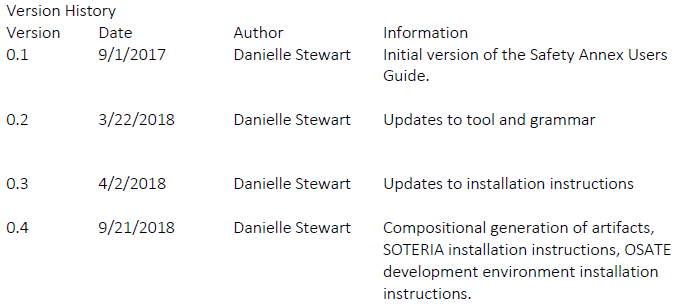 Version History
Version Date Author Information
0.1 9/1/2017 Danielle Stewart Initial version of the Safety Annex Users
Guide.
0.2 3/22/2018 Danielle Stewart Updates to tool and grammar
0.3 4/2/2018 Danielle Stewart Updates to installation instructions
0.4 9/21/2018 Danielle Stewart Compositional generation of artifacts,
SOTERIA installation instructions, OSATE
development environment installation
instructions.